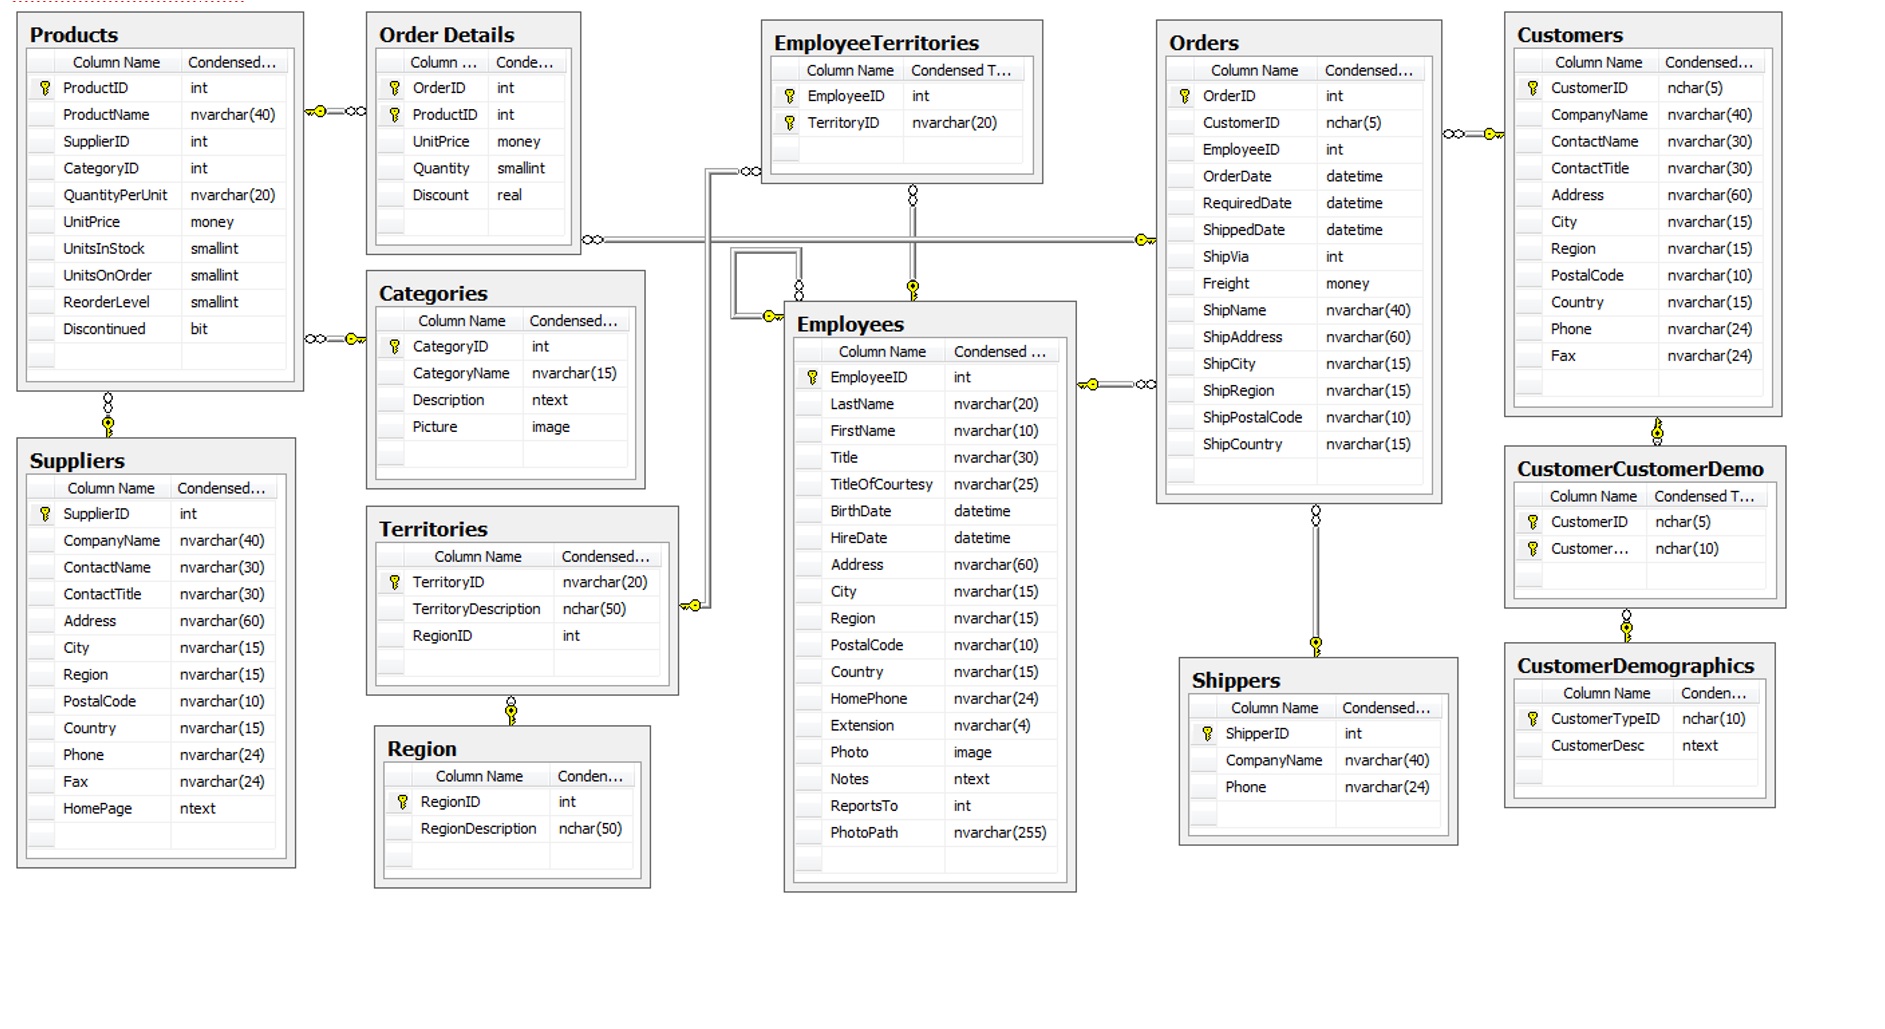 Products
Column Name Condensed...
ProductID int
ProductName nvarchar(40)
SupplierID int
CategoryID int
QuantityPerUnit nvarchar(20)
UnitPrice money
UnitsInStock smallint
UnitsOnOrder smallint
ReorderLevel smallint
Discontinued bit
Suppliers
Column Name Condensed...
SupplierID int
CompanyName nvarchar(40)
ContactName nvarchar(30)
ContactTitle nvarchar(30)
Address nvarchar(60)
City nvarchar(15)
Region nvarchar(15)
PostalCode nvarchar(10)
Country nvarchar(15)
Phone nvarchar(24)
Fax nvarchar(24)
HomePage ntext
Order Details
Column ... Conde...
OrderID int
ProductID int
UnitPrice money
Quantity smallint
Discount real
Categories
Column Name Condensed...
CategoryID int
CategoryName nvarchar(15)
Description ntext
Picture image
Territories
Column Name Condensed...
TerritoryID nvarchar(20)
TerritoryDescription nchar(50)
RegionID int
Region
Column Name Conden...
RegionID int
RegionDescription nchar(50)
EmployeeTerritories
Column Name Condensed T...
EmployeeID int
TerritoryID nvarchar(20)
Employees
Column Name Condensed ...
EmployeeID int
LastName nvarchar(20)
FirstName nvarchar(10)
Title nvarchar(30)
TitleOfCourtesy nvarchar(25)
BirthDate datetime
HireDate datetime
Address nvarchar(60)
City nvarchar(15)
Region nvarchar(15)
PostalCode nvarchar(10)
Country nvarchar(15)
HomePhone nvarchar(24)
Extension nvarchar(4)
Photo image
Notes ntext
ReportsTo int
PhotoPath nvarchar(255)
Orders
Column Name Condensed...
OrderID int
CustomerID nchar(5)
EmployeeID int
OrderDate datetime
RequiredDate datetime
ShippedDate datetime
ShipVia int
Freight money
ShipName nvarchar(40)
ShipAddress nvarchar(60)
ShipCity nvarchar(15)
ShipRegion nvarchar(15)
ShipPostalCode nvarchar(10)
ShipCountry nvarchar(15)
Shippers
Column Name Condensed...
ShipperID int
CompanyName nvarchar(40)
Phone nvarchar(24)
Customers
Column Name Condensed...
CustomerID nchar(5)
CompanyName nvarchar(40)
ContactName nvarchar(30)
ContactTitle nvarchar(30)
Address nvarchar(60)
City nvarchar(15)
Region nvarchar(15)
PostalCode nvarchar(10)
Country nvarchar(15)
Phone nvarchar(24)
Fax nvarchar(24)
CustomerCustomerDemo
Column Name Condensed T...
CustomerID nchar(5)
Customer... nchar(10)
CustomerDemographics
Column Name Conden...
CustomerTypeID nchar(10)
CustomerDesc ntext